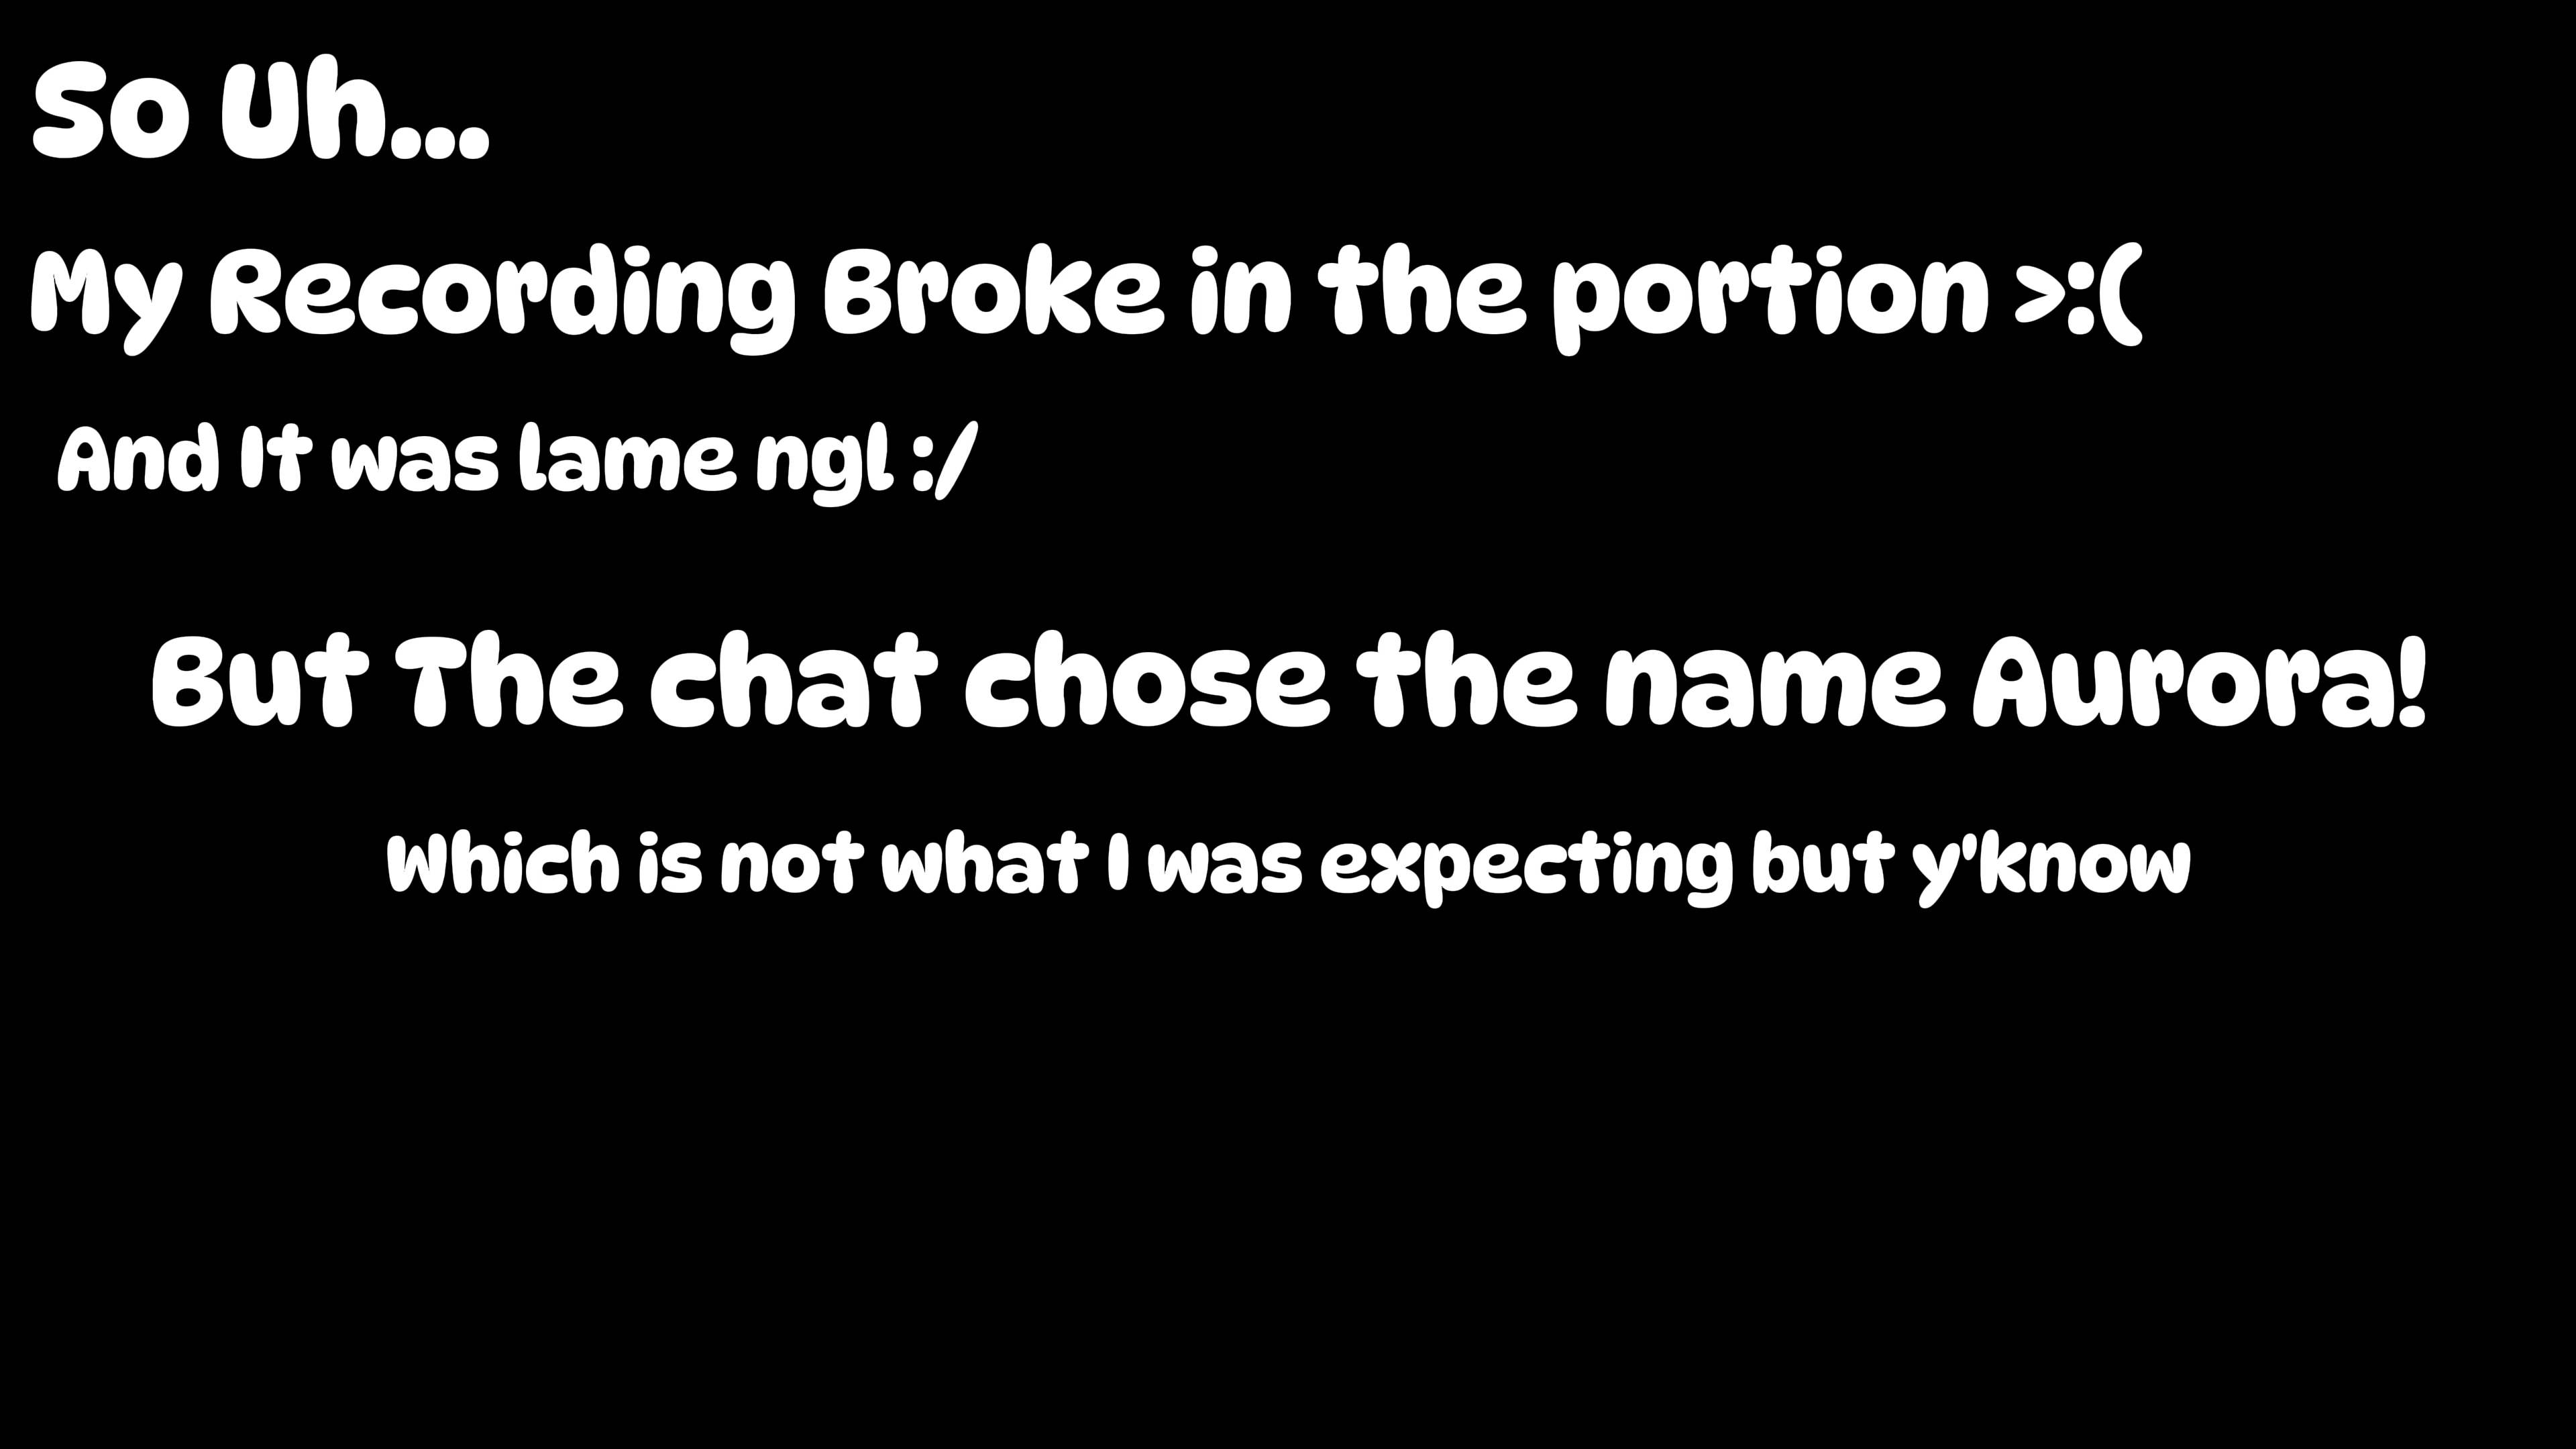 So Uh...
My Recording Broke in the portion >:(
And It was lame ngl :/
But The chat chose the name Aurora!
Which is not what I was expecting but y'know